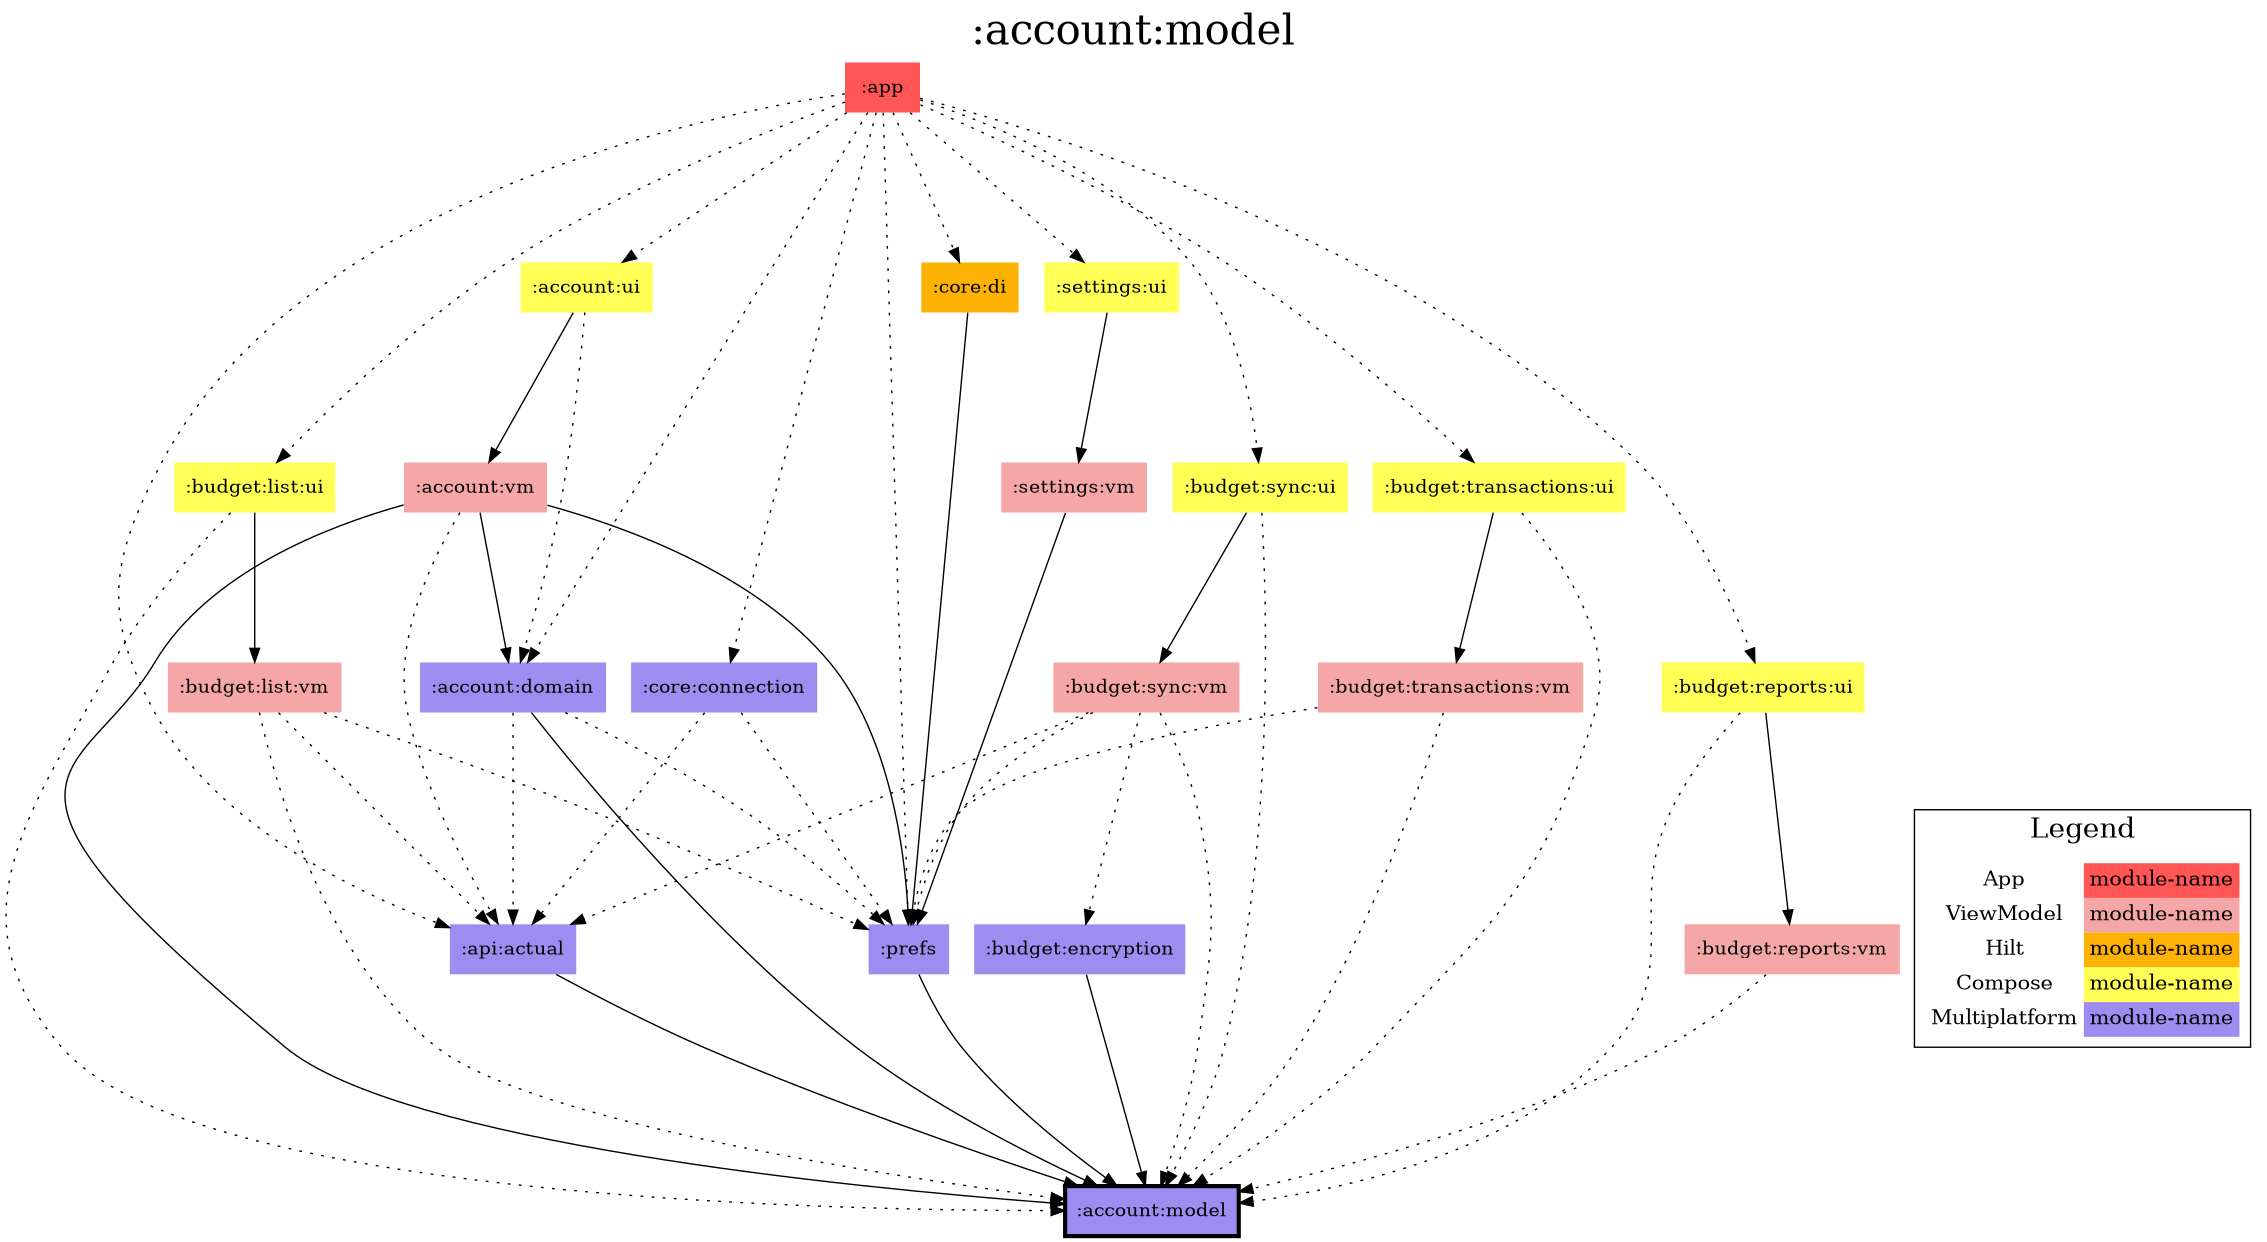 :account:model
:app
:account:ui
:core:di
:settings:ui
:budget:list:ui
:account:vm
:settings:vm
:budget:sync:ui
:budget:transactions:ui
:budget:list:vm
:account:domain
:core:connection
:budget:sync:vm
:budget:transactions:vm
:budget:reports:ui
:api:actual
:prefs
:budget:encryption
:budget:reports:vm
:account:model
Legend
App module-name
ViewModel module-name
Hilt module-name
Compose module-name
Multiplatform module-name